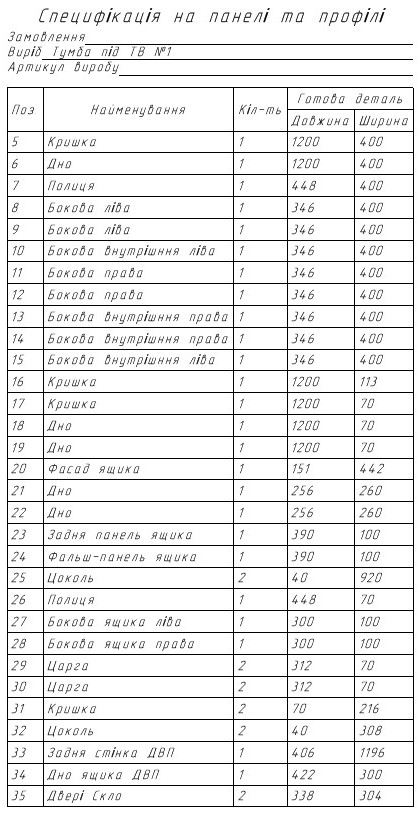 Специфікація на панелі та профілі
Замовлення
Виріб Тумба під ТВ №1
Артикул виробу
Поз. Найменування Кіл-ть Готова деталь
Довжина Ширина
5 Кришка 1 1200 400
6 Дно 1 1200 400
7 Полиця 1 448 400
8 Бокова ліва 1 346 400
9 Бокова ліва 1 346 400
10 Бокова внутрішння ліва 1 346 400
11 Бокова права 1 346 400
12 Бокова права 1 346 400
13 Бокова внутрішння права 1 346 400
14 Бокова внутрішння права 1 346 400
15 Бокова внутрішння ліва 1 346 400
16 Кришка 1 1200 113
17 Кришка 1 1200 70
18 Дно 1 1200 70
19 Дно 1 1200 70
20 Фасад ящика 1 151 442
21 Дно 1 256 260
22 Дно 1 256 260
23 Задня панель ящика 1 390 100
24 Фальш-панель ящика 1 390 100
25 Цоколь 2 40 920
26 Полиця 1 448 70
27 Бокова ящика ліва 1 300 100
28 Бокова ящика права 1 300 100
29 Царга 2 312 70
30 Царга 2 312 70
31 Кришка 2 70 216
32 Цоколь 2 40 308
33 Задня стінка ДВП 1 406 1196
34 Дно ящика ДВП 1 422 300
35 Двері Скло 2 338 304